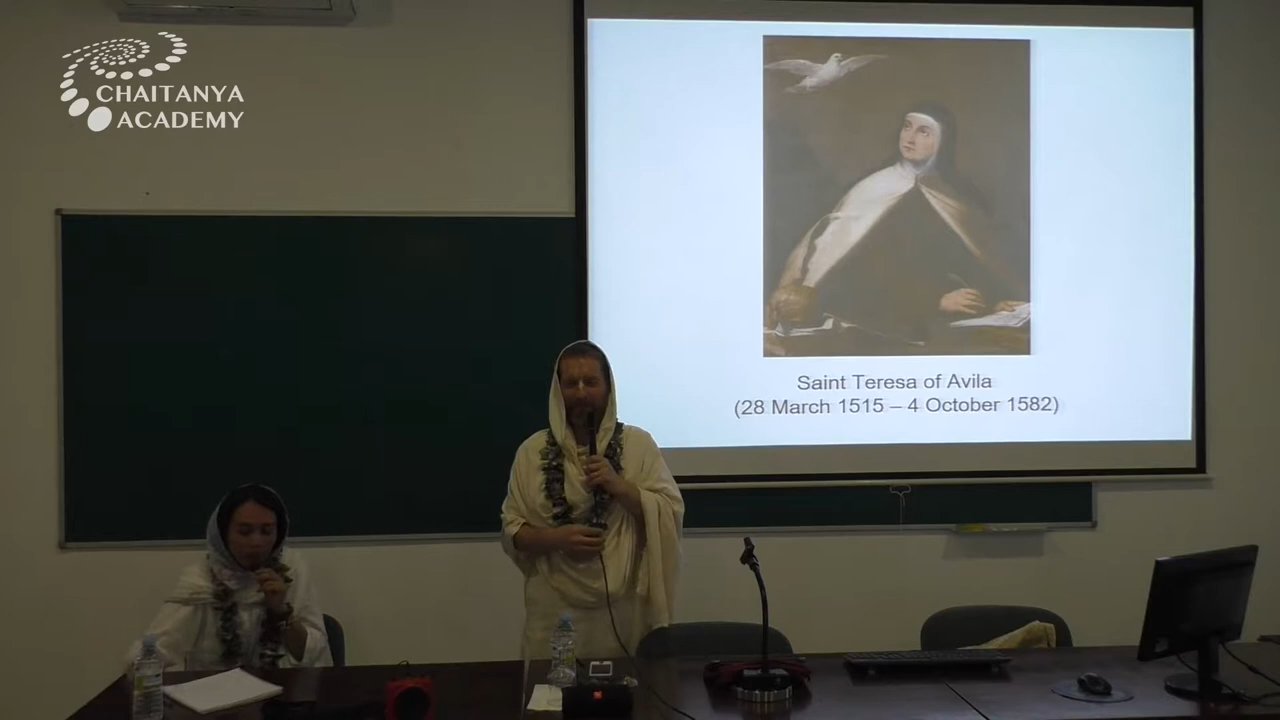 CHAITANYA
ACADEMY
Saint Teresa of Avila
(28 March 1515 – 4 October 1582)